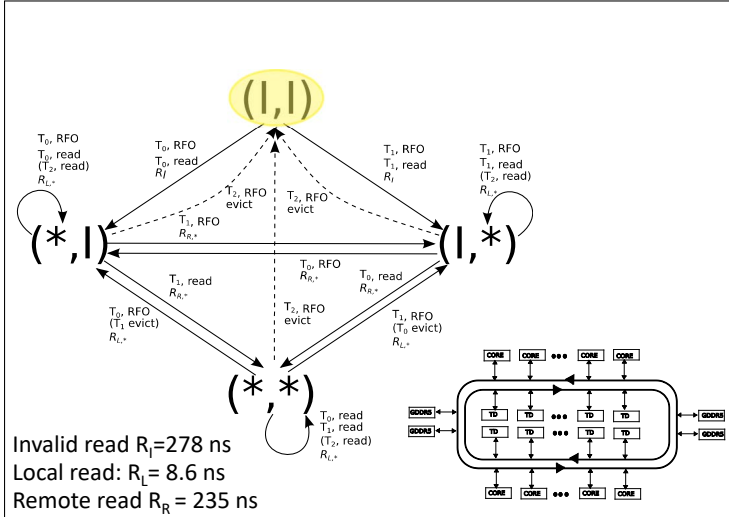 (I,I)
T0, RFO
T0, read
(T2, read)
RL,*
T0, RFO
T0, read
RI
T2, RFO
evict
T2, RFO
evict
T1, RFO
T1, read
RI
T1, RFO
T1, read
(T2, read)
RL,*
(*,I)
T1, RFO
RR,*
(I,*)
T0, RFO
RR,*
T1, read
RR,*
T0, read
RR,*
T0, RFO
(T1 evict)
RL,*
T2, RFO
evict
T1, RFO
(T0 evict)
RL,*
(*,*)
T0, read
T1, read
(T2, read)
RL,*
Invalid read RI=278 ns
Local read: RL= 8.6 ns
Remote read RR = 235 ns
CORE CORE ••• CORE CORE
GDDR5 TD TD ••• TD TD GDDR5
GDDR5 TD TD ••• TD TD GDDR5
CORE CORE ••• CORE CORE